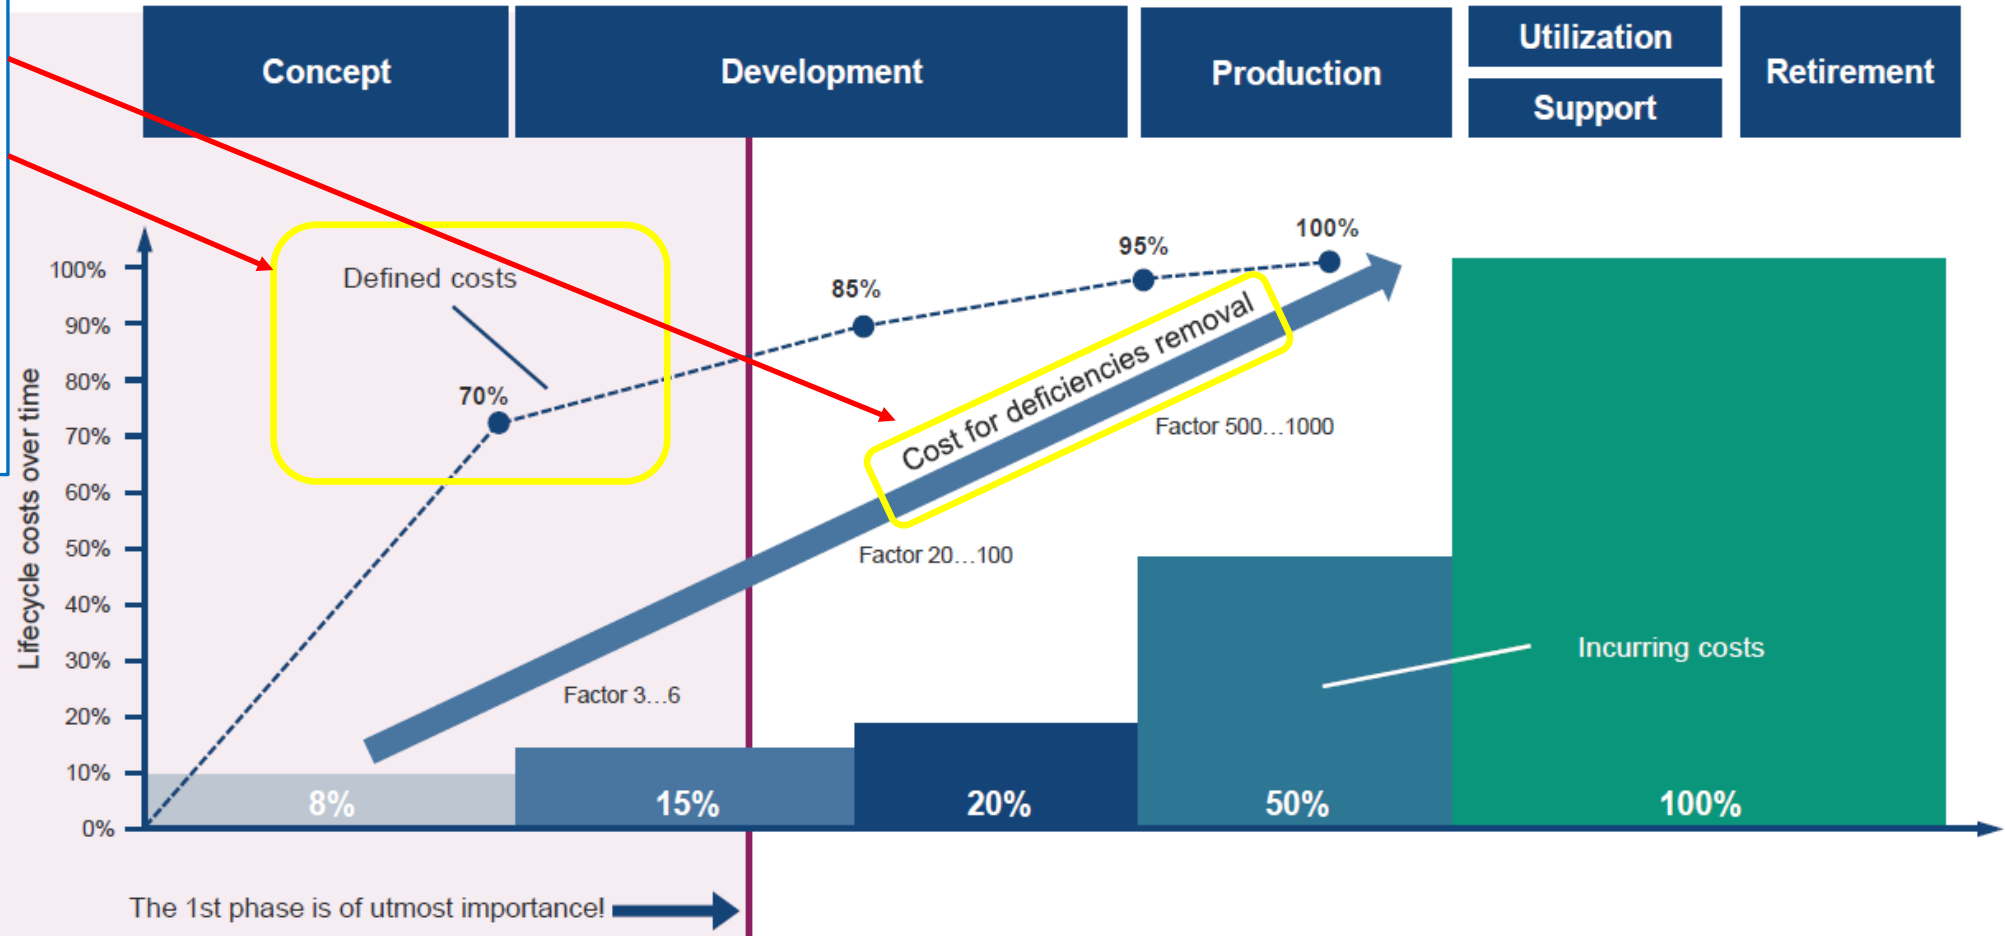 Concept
Development
Production
Utilization
Support
Retirement
Lifecycle costs over time
100%
90%
80%
70%
60%
50%
40%
30%
20%
10%
0%
Defined costs
70%
85%
95%
100%
Cost for deficiencies removal
Factor 3...6
Factor 20...100
Factor 500...1000
Incurring costs
8%
15%
20%
50%
100%
The 1st phase is of utmost importance!